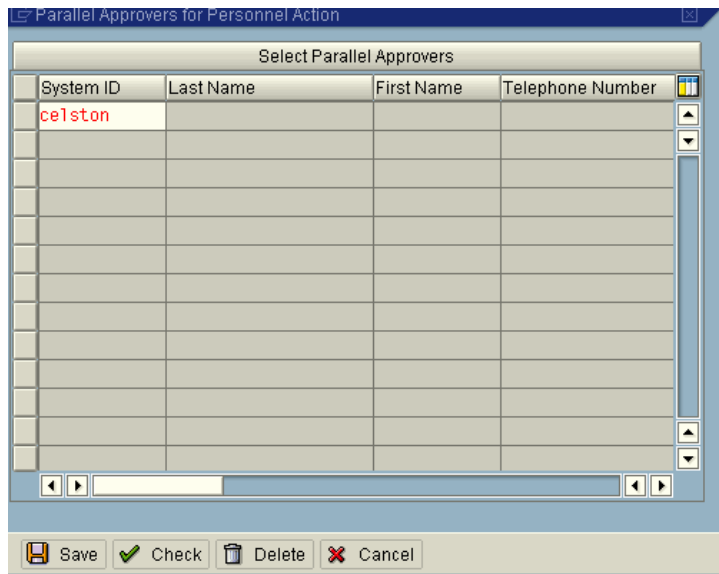 Parallel Approvers for Personnel Action
Select Parallel Approvers
System ID Last Name First Name Telephone Number
celston
Save Check Delete Cancel